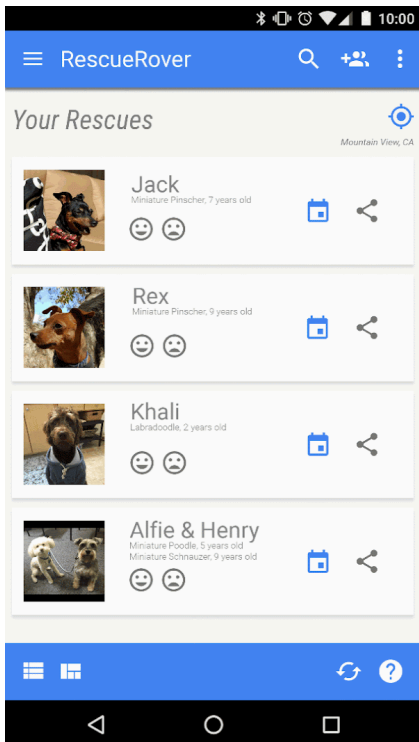 10:00
RescueRover
Your Rescues
Mountain View, CA
Jack
Miniature Pinscher, 7 years old
Rex
Miniature Pinscher, 9 years old
Khali
Labradoodle, 2 years old
Alfie & Henry
Miniature Poodle, 5 years old
Miniature Schnauzer, 9 years old